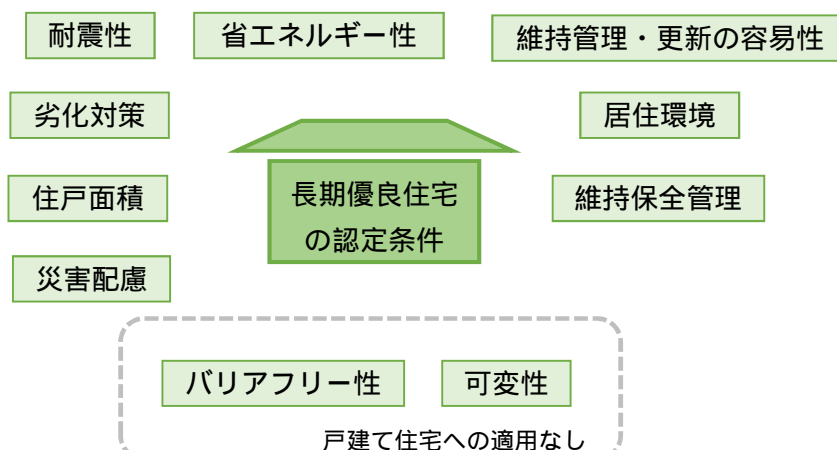 耐震性
省エネルギー性
維持管理・更新の容易性
劣化対策
居住環境
住戸面積
長期優良住宅
の認定条件
維持保全管理
災害配慮
バリアフリー性
可変性
戸建て住宅への適用なし